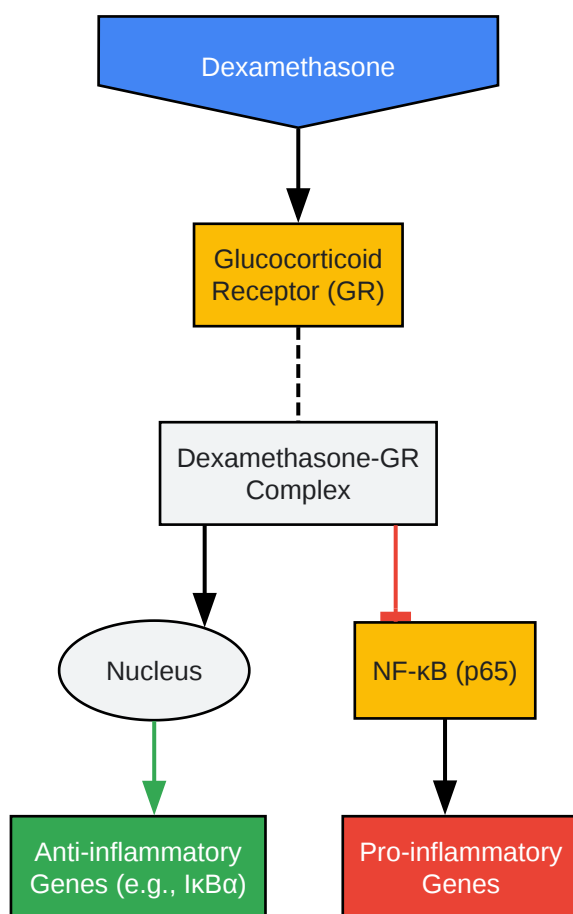 Dexamethasone
Glucocorticoid
Receptor (GR)
Dexamethasone-GR
Complex
Nucleus
NF-κB (p65)
Anti-inflammatory
Genes (e.g., IκBα)
Pro-inflammatory
Genes